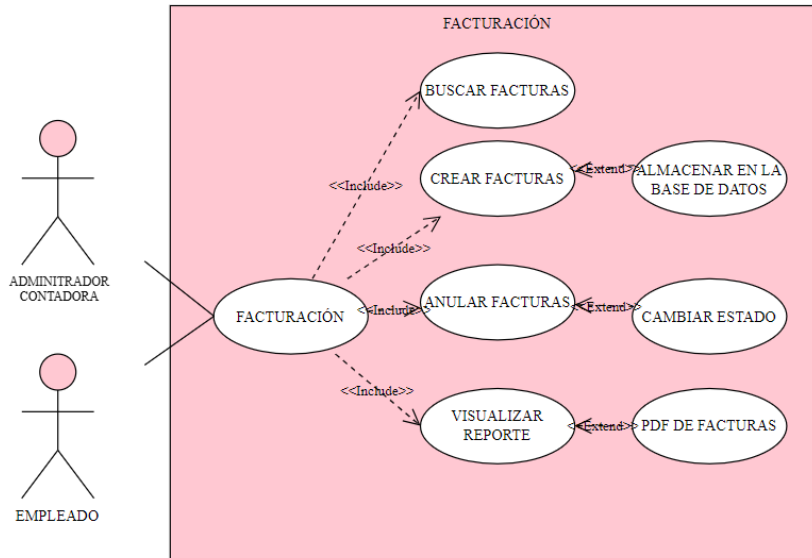 FACTURACIÓN
BUSCAR FACTURAS
<<Include>>
CREAR FACTURAS
<<Extend>>
ALMACENAR EN LA
BASE DE DATOS
<<Include>>
ADMINITRADOR
CONTADORA
FACTURACIÓN
<<Include>>
ANULAR FACTURAS
<<Extend>>
CAMBIAR ESTADO
<<Include>>
VISUALIZAR
REPORTE
<<Extend>>
PDF DE FACTURAS
EMPLEADO